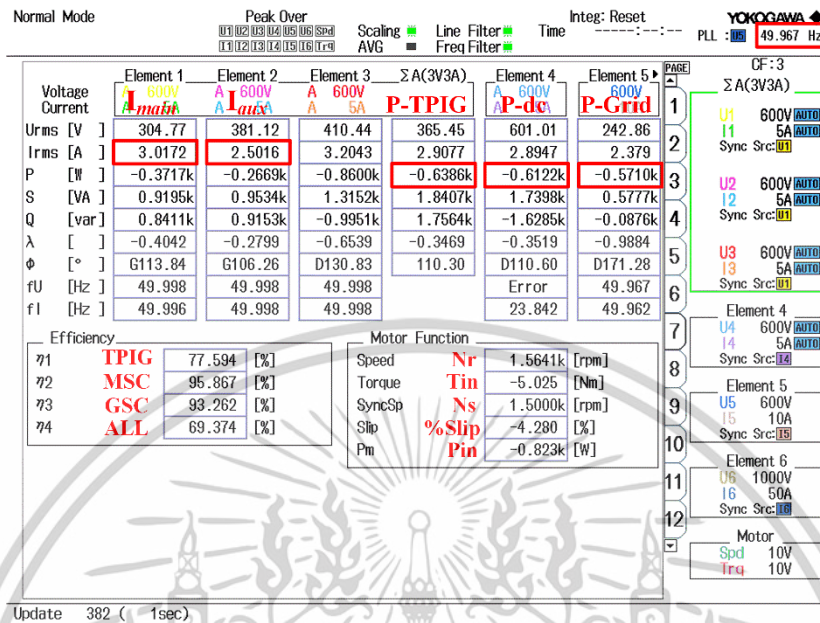 Normal Mode
Peak Over
U1 U2 U3 U4 U5 U6 Spd
I1 I2 I3 I4 I5 I6 Trq
Scaling
AVG
Line Filter
Freq Filter
Time
Integ: Reset
-----:--:--
YOKOGAWA
PLL : U5 49.967 Hz
Voltage
Current
Element 1
600V
5A
Imain
Element 2
A 600V
5A
Iaux
Element 3
A 600V
A 5A
ΣA(3V3A)
P-TPIG
Element 4
A 600V
5A
P-dc
Element 5
600V
P-Grid
Urms [V ] 304.77 381.12 410.44 365.45 601.01 242.86
Irms [A ] 3.0172 2.5016 3.2043 2.9077 2.8947 2.379
P [W ] -0.3717k -0.2669k -0.8600k -0.6386k -0.6122k -0.5710k
S [VA ] 0.9195k 0.9534k 1.3152k 1.8407k 1.7398k 0.5777k
Q [var] 0.8411k 0.9153k -0.9951k 1.7564k -1.6285k -0.0876k
λ [ ] -0.4042 -0.2799 -0.6539 -0.3469 -0.3519 -0.9884
Φ [° ] G113.84 G106.26 D130.83 110.30 D110.60 D171.28
fU [Hz ] 49.998 49.998 49.998 Error 49.967
fI [Hz ] 49.996 49.998 49.998 23.842 49.962
Efficiency
η1 TPIG 77.594 [%]
η2 MSC 95.867 [%]
η3 GSC 93.262 [%]
η4 ALL 69.374 [%]
Motor Function
Speed Nr 1.5641k [rpm]
Torque Tin -5.025 [Nm]
SyncSp Ns 1.5000k [rpm]
Slip %Slip -4.280 [%]
Pm Pin -0.823k [W]
PAGE
1
2
3
4
5
6
7
8
9
10
11
12
CF:3
ΣA(3V3A)
U1 600V AUTO
I1 5A AUTO
Sync Src:U1
U2 600V AUTO
I2 5A AUTO
Sync Src:U1
U3 600V AUTO
I3 5A AUTO
Sync Src:U1
Element 4
U4 600V AUTO
I4 5A AUTO
Sync Src:I4
Element 5
U5 600V
I5 10A
Sync Src:I5
Element 6
U6 1000V
I6 50A
Sync Src:I6
Motor
Spd 10V
Trq 10V
Update 382 ( 1sec)